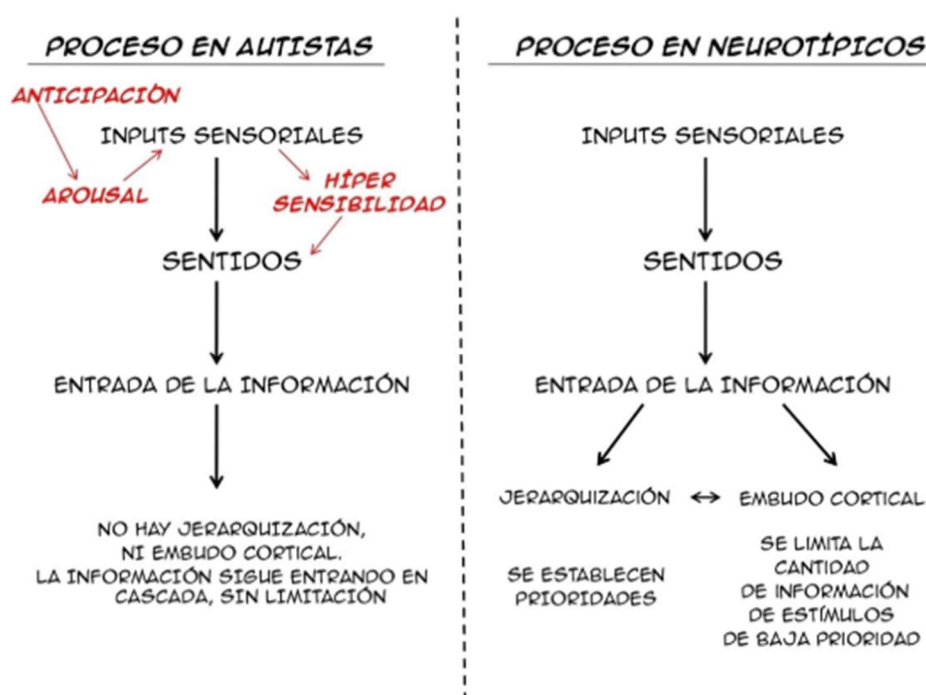 PROCESO EN AUTISTAS
ANTICIPACIÓN
INPUTS SENSORIALES
AROUSAL
HÍPER
SENSIBILIDAD
SENTIDOS
ENTRADA DE LA INFORMACIÓN
NO HAY JERARQUIZACIÓN,
NI EMBUDO CORTICAL.
LA INFORMACIÓN SIGUE ENTRANDO EN
CASCADA, SIN LIMITACIÓN
PROCESO EN NEUROTÍPICOS
INPUTS SENSORIALES
SENTIDOS
ENTRADA DE LA INFORMACIÓN
JERARQUIZACIÓN ↔ EMBUDO CORTICAL
SE ESTABLECEN
PRIORIDADES
SE LIMITA LA
CANTIDAD
DE INFORMACIÓN
DE ESTÍMULOS
DE BAJA PRIORIDAD